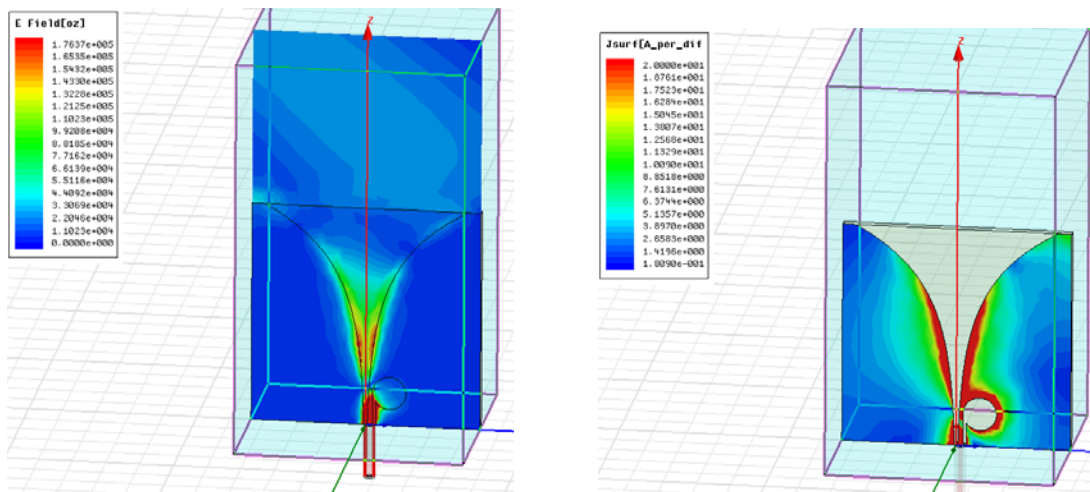 E Field[oz]
1.7637e+005
1.6535e+005
1.5432e+005
1.4330e+005
1.3228e+005
1.2125e+005
1.1023e+005
9.9208e+004
8.8185e+004
7.7162e+004
6.6139e+004
5.5116e+004
4.4092e+004
3.3069e+004
2.2046e+004
1.1023e+004
0.0000e+000
z
Jsurf[A_per_dif
2.0000e+001
1.8761e+001
1.7523e+001
1.6284e+001
1.5045e+001
1.3807e+001
1.2568e+001
1.1329e+001
1.0090e+001
8.8518e+000
7.6131e+000
6.3744e+000
5.1357e+000
3.8970e+000
2.6583e+000
1.4196e+000
1.8090e-001
z